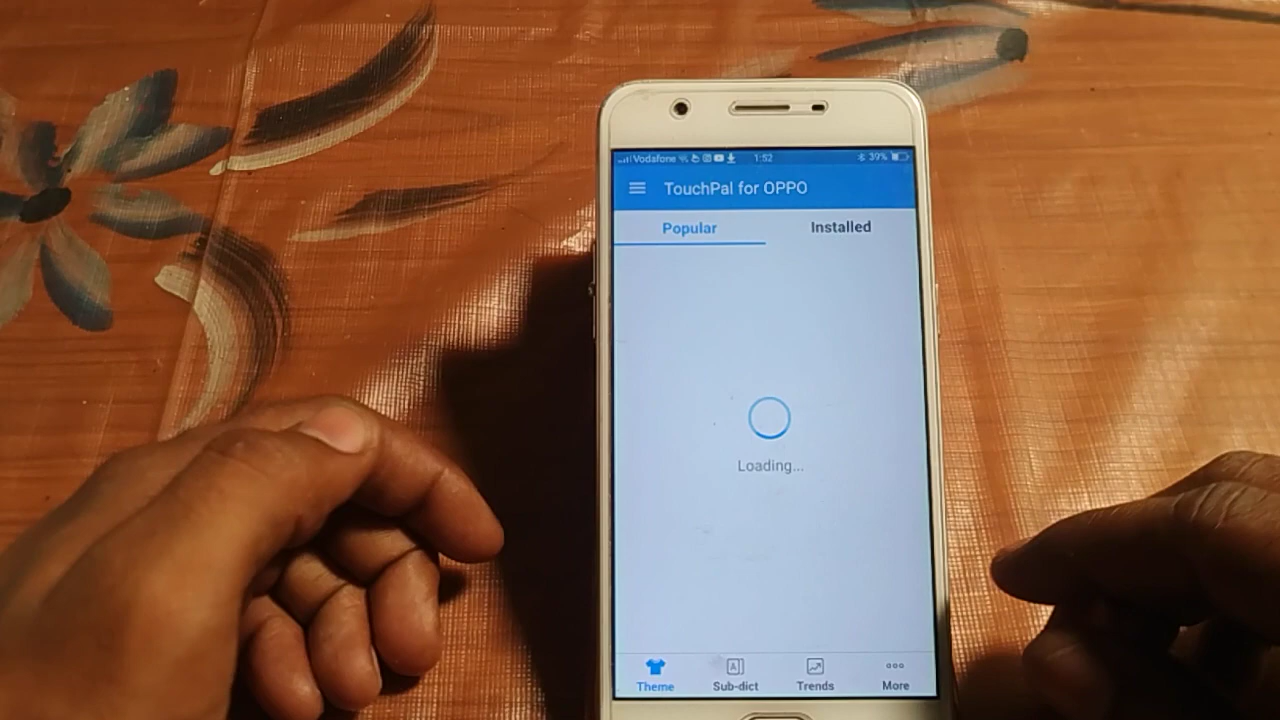 Vodafone 1:52 39%
TouchPal for OPPO
Popular Installed
Loading...
Theme Sub-dict Trends More